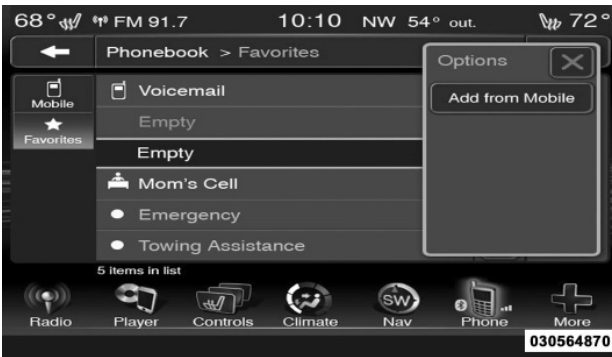 68° FM 91.7 10:10 NW 54° out. 72°
Phonebook > Favorites
Options
Mobile
Voicemail
Add from Mobile
Empty
Favorites
Empty
Mom's Cell
Emergency
Towing Assistance
5 items in list
SW
Radio Player Controls Climate Nav Phone More
030564870